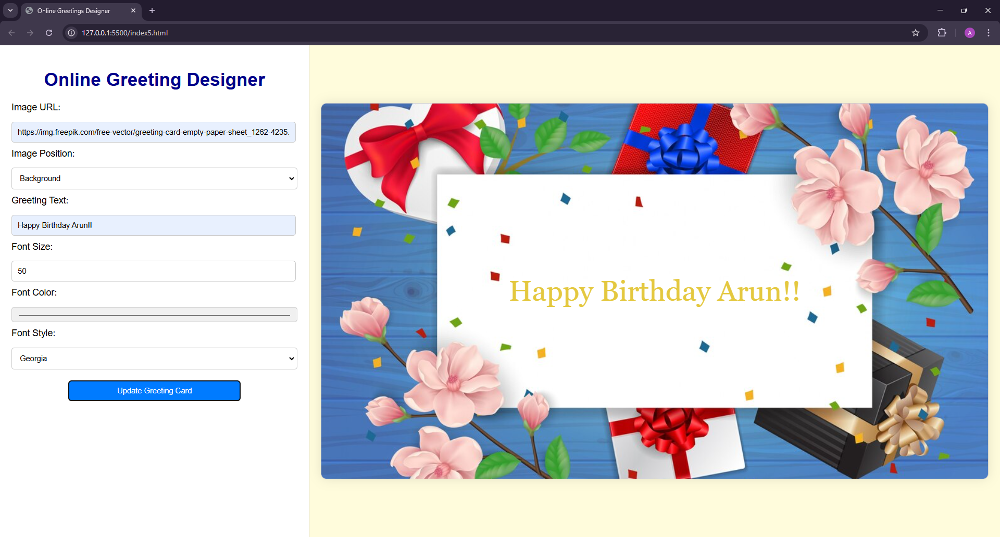 Online Greetings Designer
127.0.0.1:5500/index5.html
A
Online Greeting Designer
Image URL:
https://img.freepik.com/free-vector/greeting-card-empty-paper-sheet_1262-4235.
Image Position:
Background
Greeting Text:
Happy Birthday Arun!!
Font Size:
50
Font Color:
Font Style:
Georgia
Update Greeting Card
Happy Birthday Arun!!